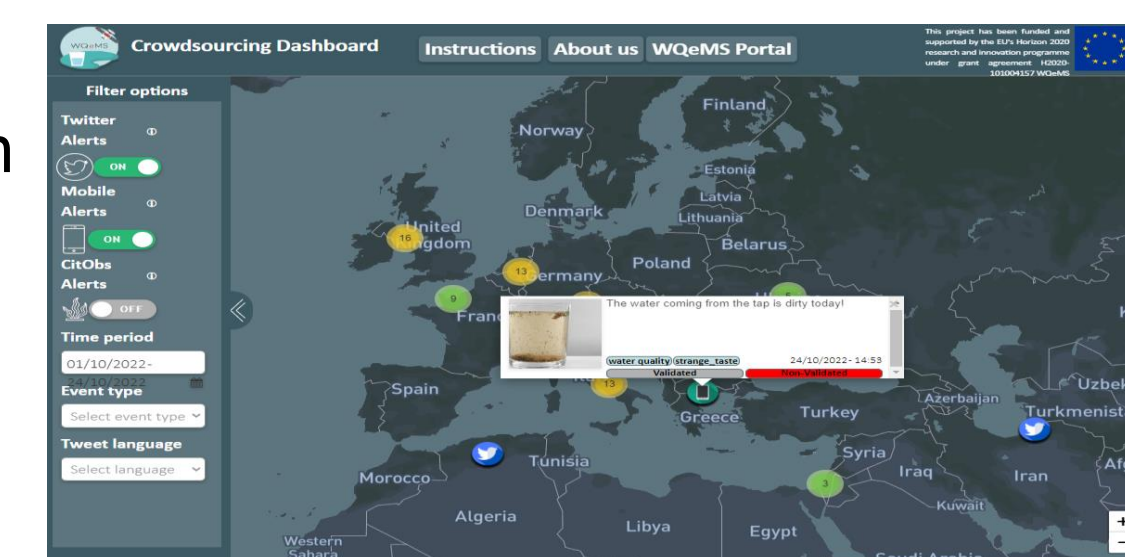 n
WQeMS
Crowdsourcing Dashboard
Instructions About us WQeMS Portal
This project has been funded and
supported by the EU's Horizon 2020
research and innovation programme
under grant agreement H2020-
101004157 WQeMS
Filter options
Twitter
Alerts
ON
Mobile
Alerts
ON
CitObs
Alerts
OFF
Time period
01/10/2022-
24/10/2022
Event type
Select event type
Tweet language
Select language
Finland
Norway
Estonia
Latvia
Denmark
Lithuania
United
Kingdom
16
Belarus
Poland
13
Germany
9
The water coming from the tap is dirty today!
water quality strange_taste 24/10/2022- 14:53
Validated Non-Validated
13
Spain
Greece
Turkey
Azerbaijan
Turkmenist
Uzbek
Syria
Tunisia
Morocco
3
Iraq
Iran
Af
Kuwait
Algeria
Libya
Egypt
Western
Sahara
+
-